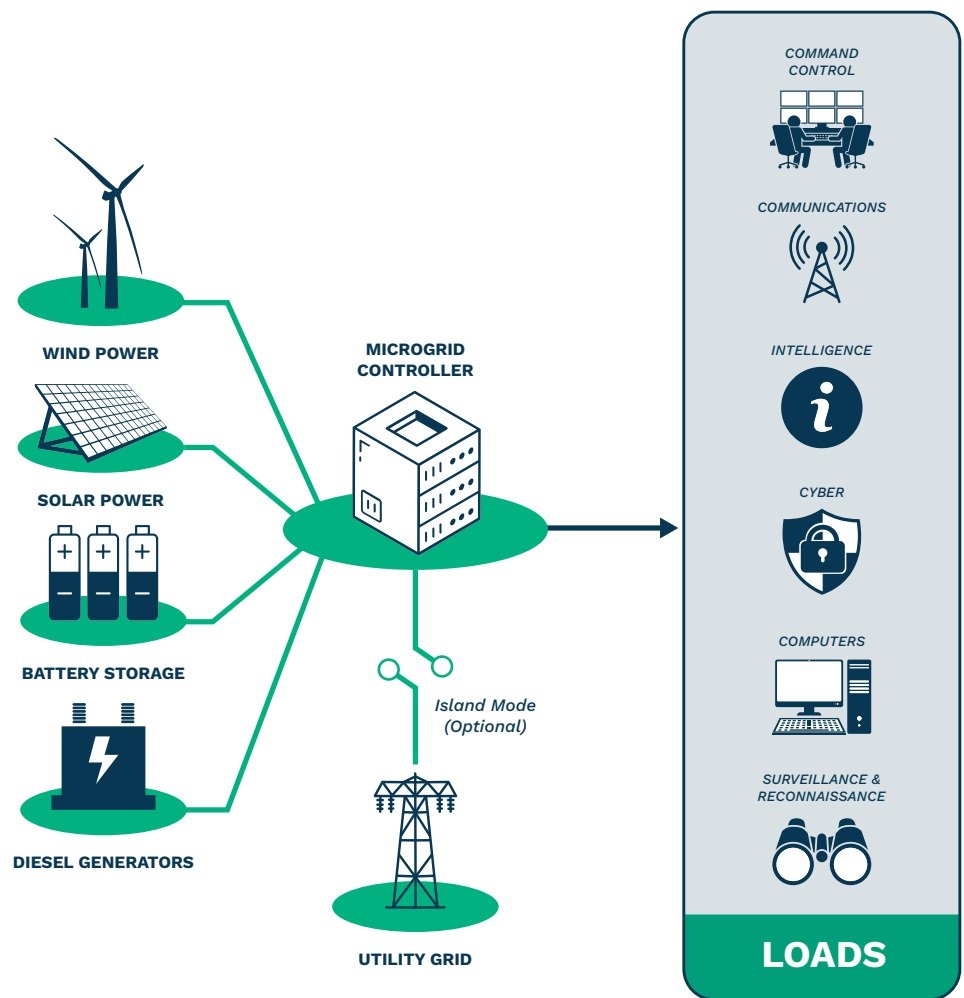 WIND POWER
SOLAR POWER
BATTERY STORAGE
DIESEL GENERATORS
MICROGRID
CONTROLLER
Island Mode
(Optional)
UTILITY GRID
COMMAND
CONTROL
COMMUNICATIONS
INTELLIGENCE
i
CYBER
COMPUTERS
SURVEILLANCE &
RECONNAISSANCE
LOADS